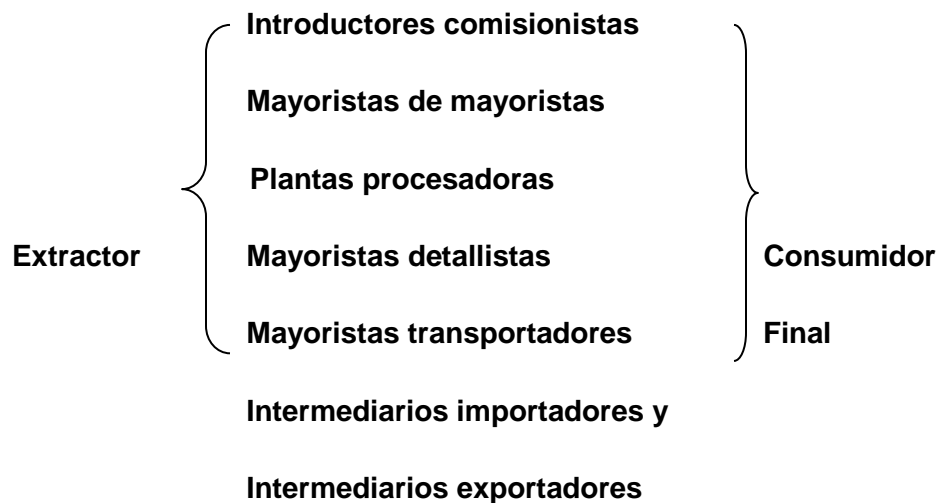 Introductores comisionistas
Mayoristas de mayoristas
Plantas procesadoras
Extractor Mayoristas detallistas Consumidor
Mayoristas transportadores Final
Intermediarios importadores y
Intermediarios exportadores